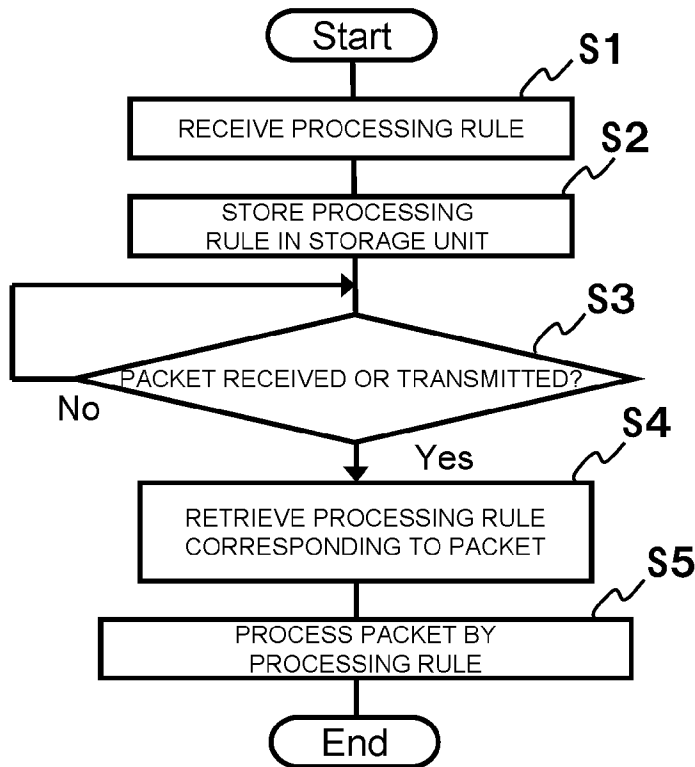 Start
S1
RECEIVE PROCESSING RULE
S2
STORE PROCESSING
RULE IN STORAGE UNIT
S3
PACKET RECEIVED OR TRANSMITTED?
No
Yes
S4
RETRIEVE PROCESSING RULE
CORRESPONDING TO PACKET
S5
PROCESS PACKET BY
PROCESSING RULE
End